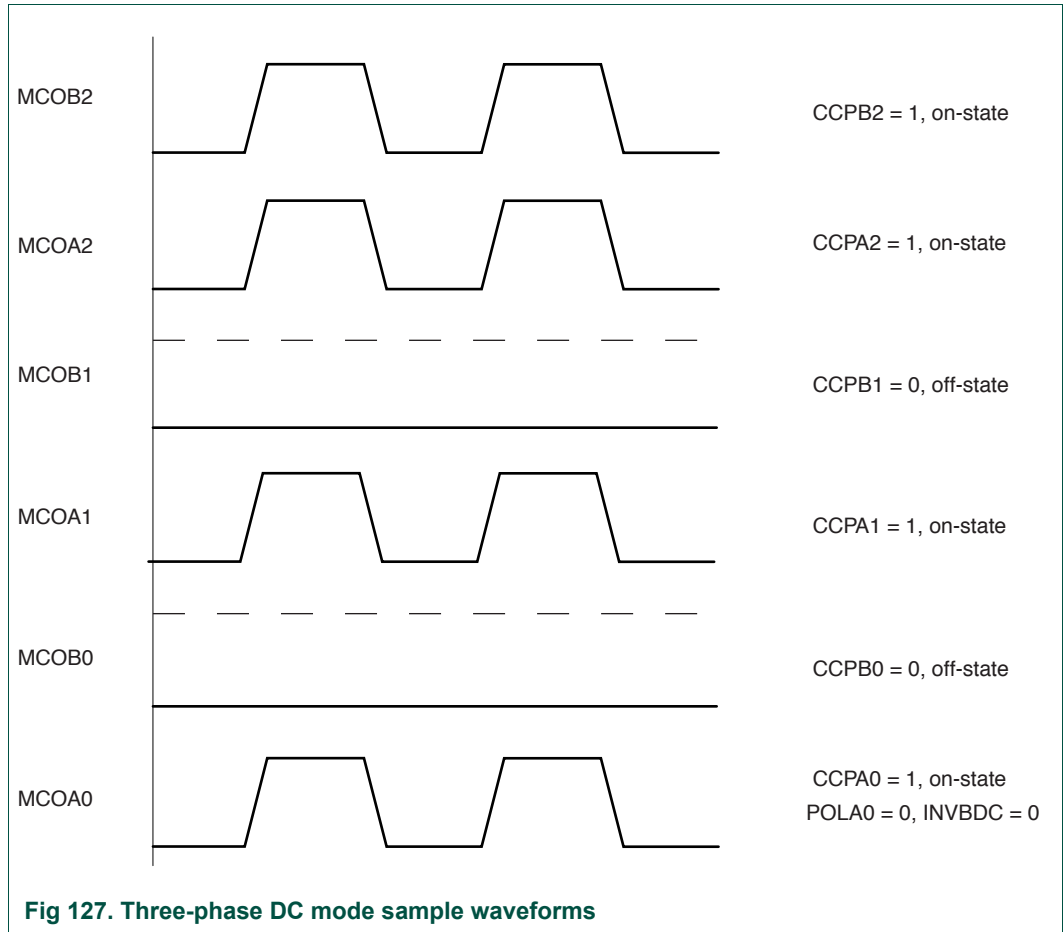 MCOB2
CCPB2 = 1, on-state
MCOA2
CCPA2 = 1, on-state
MCOB1
CCPB1 = 0, off-state
MCOA1
CCPA1 = 1, on-state
MCOB0
CCPB0 = 0, off-state
MCOA0
CCPA0 = 1, on-state
POLA0 = 0, INVBDC = 0
Fig 127. Three-phase DC mode sample waveforms